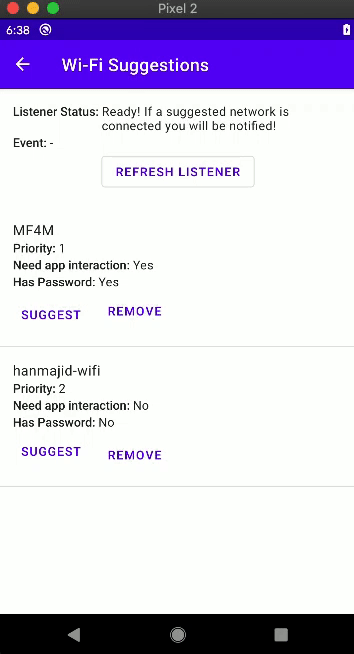 Pixel 2
6:38
Wi-Fi Suggestions
Listener Status: Ready! If a suggested network is
connected you will be notified!
Event: -
REFRESH LISTENER
MF4M
Priority: 1
Need app interaction: Yes
Has Password: Yes
SUGGEST REMOVE
hanmajid-wifi
Priority: 2
Need app interaction: No
Has Password: No
SUGGEST REMOVE